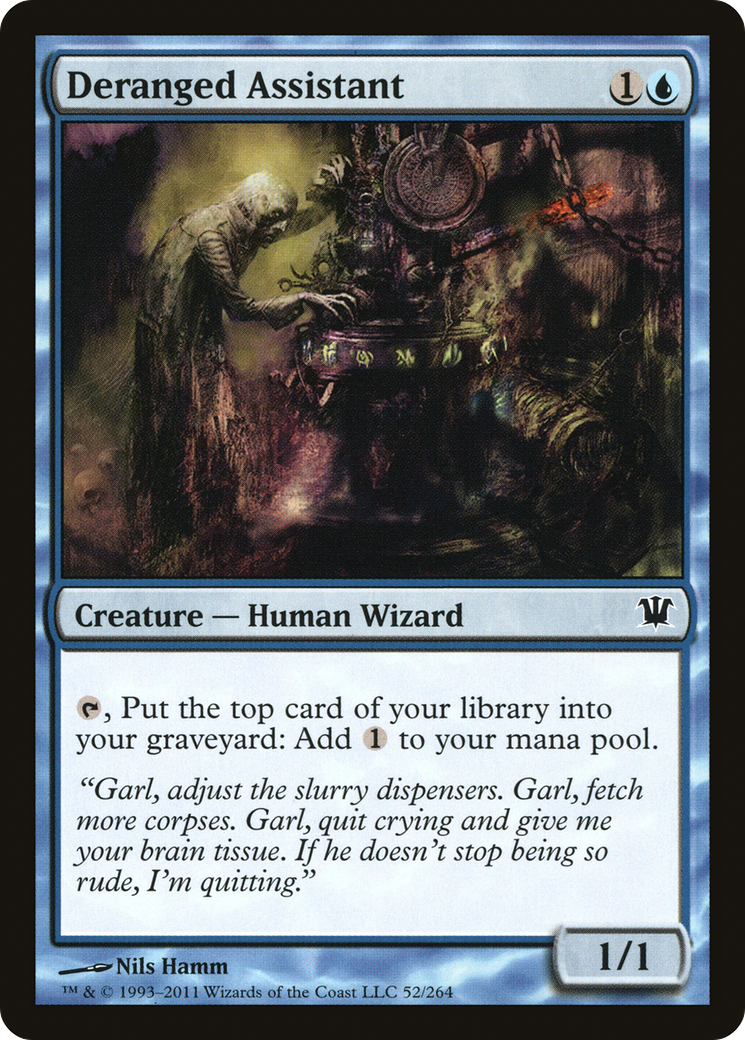 Deranged Assistant 1
Creature — Human Wizard
, Put the top card of your library into
your graveyard: Add 1 to your mana pool.
“Garl, adjust the slurry dispensers. Garl, fetch
more corpses. Garl, quit crying and give me
your brain tissue. If he doesn’t stop being so
rude, I’m quitting.”
1/1
Nils Hamm
™ & © 1993–2011 Wizards of the Coast LLC 52/264